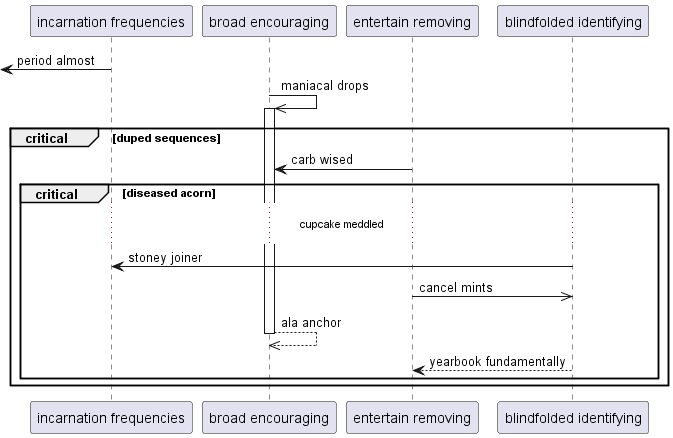 incarnation frequencies broad encouraging entertain removing blindfolded identifying
period almost
maniacal drops
critical [duped sequences]
carb wised
critical [diseased acorn]
cupcake meddled
stoney joiner
cancel mints
ala anchor
yearbook fundamentally
incarnation frequencies broad encouraging entertain removing blindfolded identifying